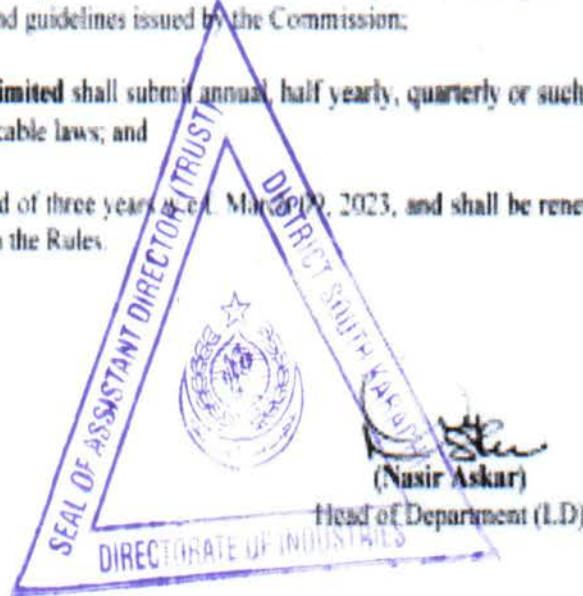 nd guidelines issued by the Commission;
imited shall submit annual, half yearly, quarterly or such
cable laws; and
d of three years w.e.f. March 09, 2023, and shall be rene
n the Rules.
SEAL OF ASSISTANT DIRECTOR (TRUST)
DISTRICT SOUTH KARACHI
DIRECTORATE OF INDUSTRIES
(Nasir Askar)
Head of Department (LD)